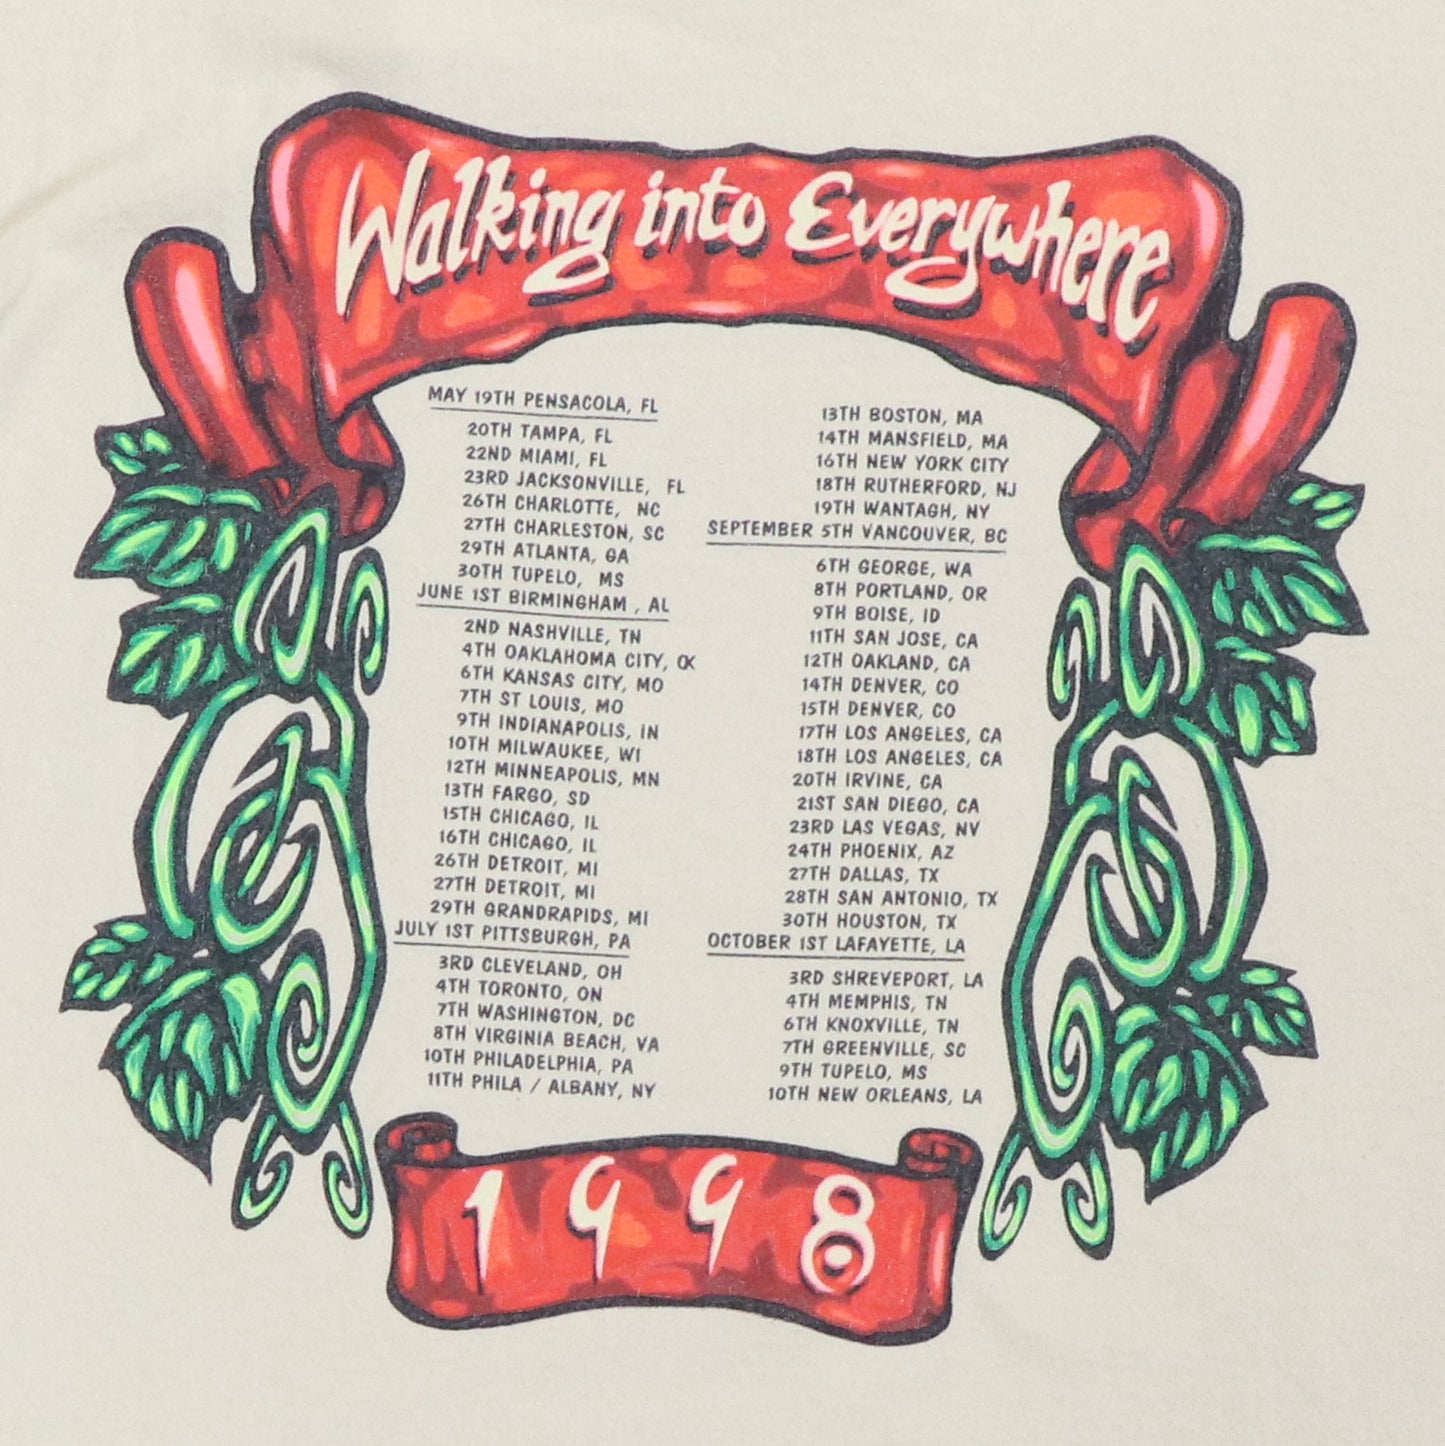 Walking into Everywhere
MAY 19TH PENSACOLA, FL
20TH TAMPA, FL
22ND MIAMI, FL
23RD JACKSONVILLE, FL
26TH CHARLOTTE, NC
27TH CHARLESTON, SC
29TH ATLANTA, GA
30TH TUPELO, MS
JUNE 1ST BIRMINGHAM , AL
2ND NASHVILLE, TN
4TH OAKLAHOMA CITY, OK
6TH KANSAS CITY, MO
7TH ST LOUIS, MO
9TH INDIANAPOLIS, IN
10TH MILWAUKEE, WI
12TH MINNEAPOLIS, MN
13TH FARGO, SD
15TH CHICAGO, IL
16TH CHICAGO, IL
26TH DETROIT, MI
27TH DETROIT, MI
29TH GRANDRAPIDS, MI
JULY 1ST PITTSBURGH, PA
3RD CLEVELAND, OH
4TH TORONTO, ON
7TH WASHINGTON, DC
8TH VIRGINIA BEACH, VA
10TH PHILADELPHIA, PA
11TH PHILA / ALBANY, NY
13TH BOSTON, MA
14TH MANSFIELD, MA
16TH NEW YORK CITY
18TH RUTHERFORD, NJ
19TH WANTAGH, NY
SEPTEMBER 5TH VANCOUVER, BC
6TH GEORGE, WA
8TH PORTLAND, OR
9TH BOISE, ID
11TH SAN JOSE, CA
12TH OAKLAND, CA
14TH DENVER, CO
15TH DENVER, CO
17TH LOS ANGELES, CA
18TH LOS ANGELES, CA
20TH IRVINE, CA
21ST SAN DIEGO, CA
23RD LAS VEGAS, NV
24TH PHOENIX, AZ
27TH DALLAS, TX
28TH SAN ANTONIO, TX
30TH HOUSTON, TX
OCTOBER 1ST LAFAYETTE, LA
3RD SHREVEPORT, LA
4TH MEMPHIS, TN
6TH KNOXVILLE, TN
7TH GREENVILLE, SC
9TH TUPELO, MS
10TH NEW ORLEANS, LA
1998